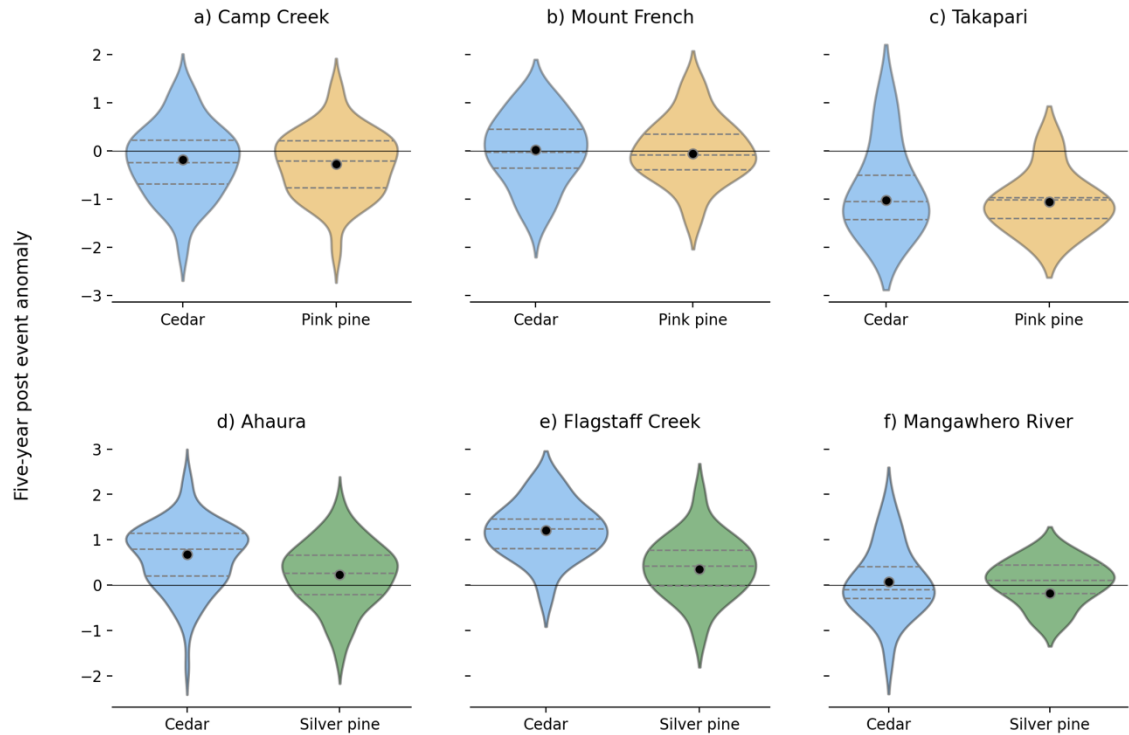 a) Camp Creek
b) Mount French
c) Takapari
2
1
0
−1
−2
−3
Cedar
Pink pine
Cedar
Pink pine
Cedar
Pink pine
Five-year post event anomaly
d) Ahaura
e) Flagstaff Creek
f) Mangawhero River
3
2
1
0
−1
−2
Cedar
Silver pine
Cedar
Silver pine
Cedar
Silver pine